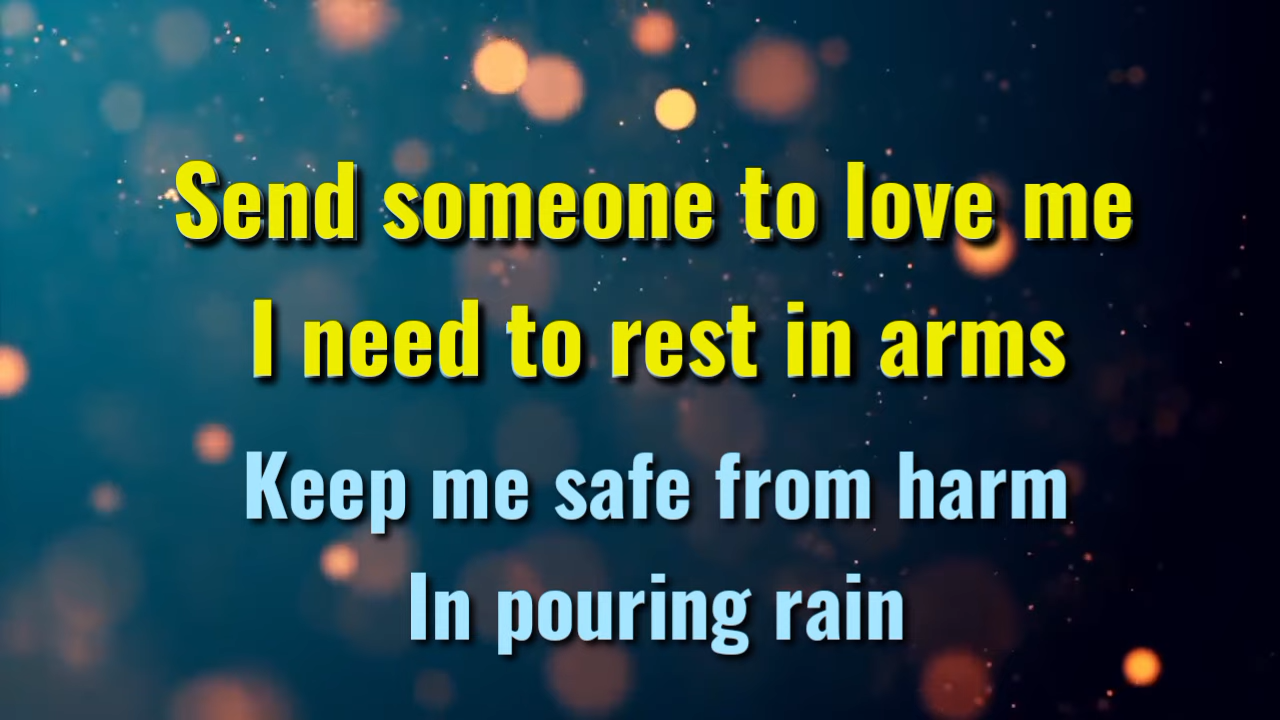 Send someone to love me
I need to rest in arms
Keep me safe from harm
In pouring rain